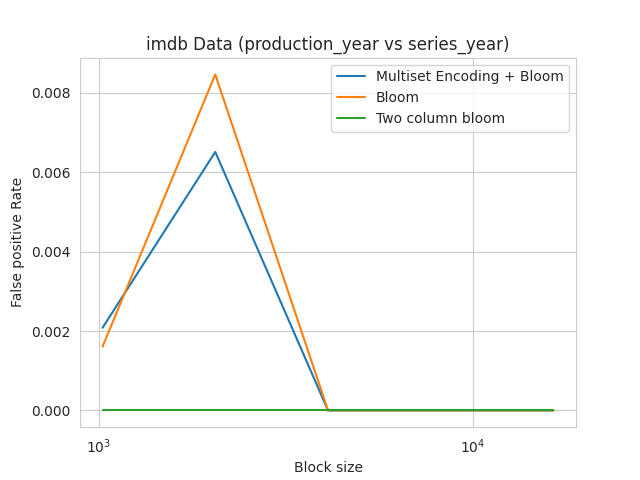 imdb Data (production_year vs series_year)
Multiset Encoding + Bloom
Bloom
Two column bloom
False positive Rate
0.008
0.006
0.004
0.002
0.000
10³
10⁴
Block size